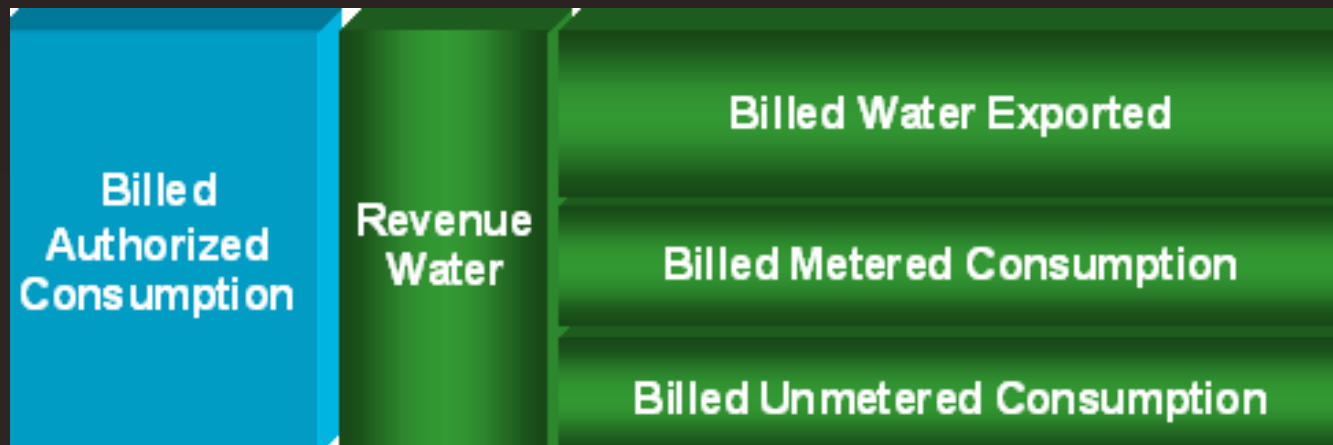 Billed
Authorized
Consumption
Revenue
Water
Billed Water Exported
Billed Metered Consumption
Billed Unmetered Consumption